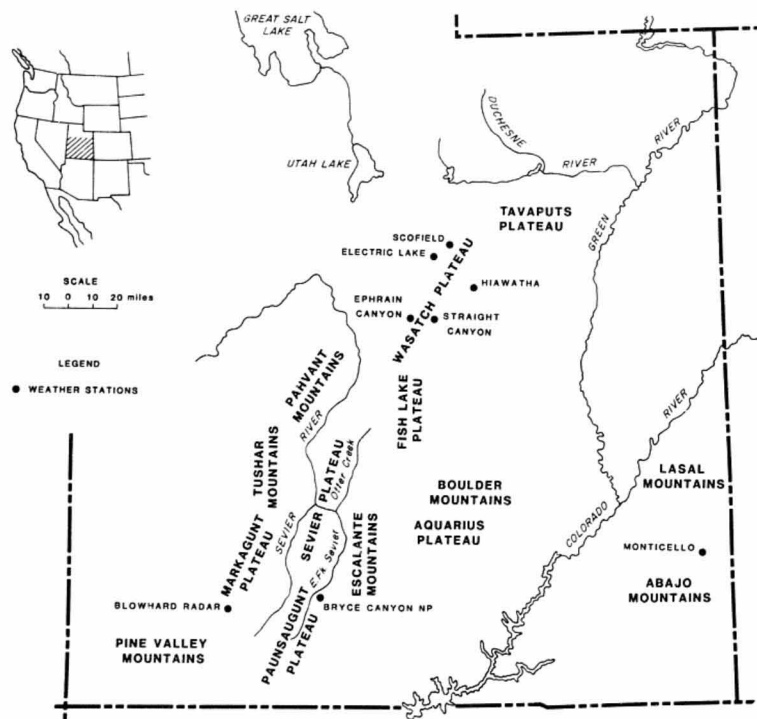 GREAT SALT
LAKE
UTAH LAKE
DUCHESNE
RIVER
GREEN
RIVER
TAVAPUTS
PLATEAU
SCOFIELD
ELECTRIC LAKE
HIAWATHA
WASATCH PLATEAU
EPHRAIN
CANYON
STRAIGHT
CANYON
SCALE
10 0 10 20 miles
LEGEND
WEATHER STATIONS
PAHVANT
MOUNTAINS
RIVER
FISH LAKE
PLATEAU
TUSHAR
MOUNTAINS
SEVIER
PLATEAU
Otter Creek
SEVIER
E.Fk Sevier
MARKAGUNT
PLATEAU
ESCALANTE
MOUNTAINS
BOULDER
MOUNTAINS
AQUARIUS
PLATEAU
COLORADO
RIVER
LASAL
MOUNTAINS
MONTICELLO
ABAJO
MOUNTAINS
BLOWHARD RADAR
PAUNSAUGUNT
PLATEAU
BRYCE CANYON NP
PINE VALLEY
MOUNTAINS